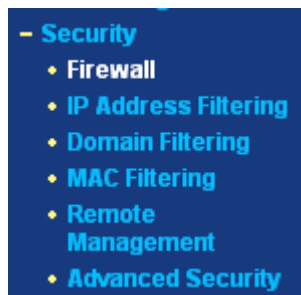 – Security
• Firewall
• IP Address Filtering
• Domain Filtering
• MAC Filtering
• Remote
Management
• Advanced Security